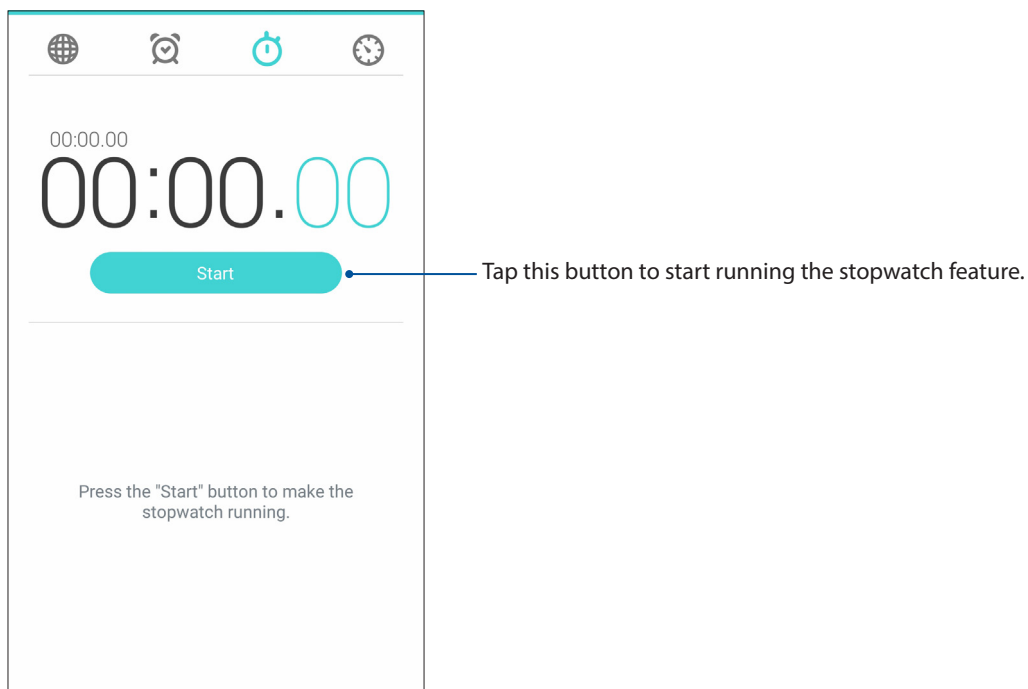 00:00.00
00:00.00
Start
Tap this button to start running the stopwatch feature.
Press the "Start" button to make the
stopwatch running.